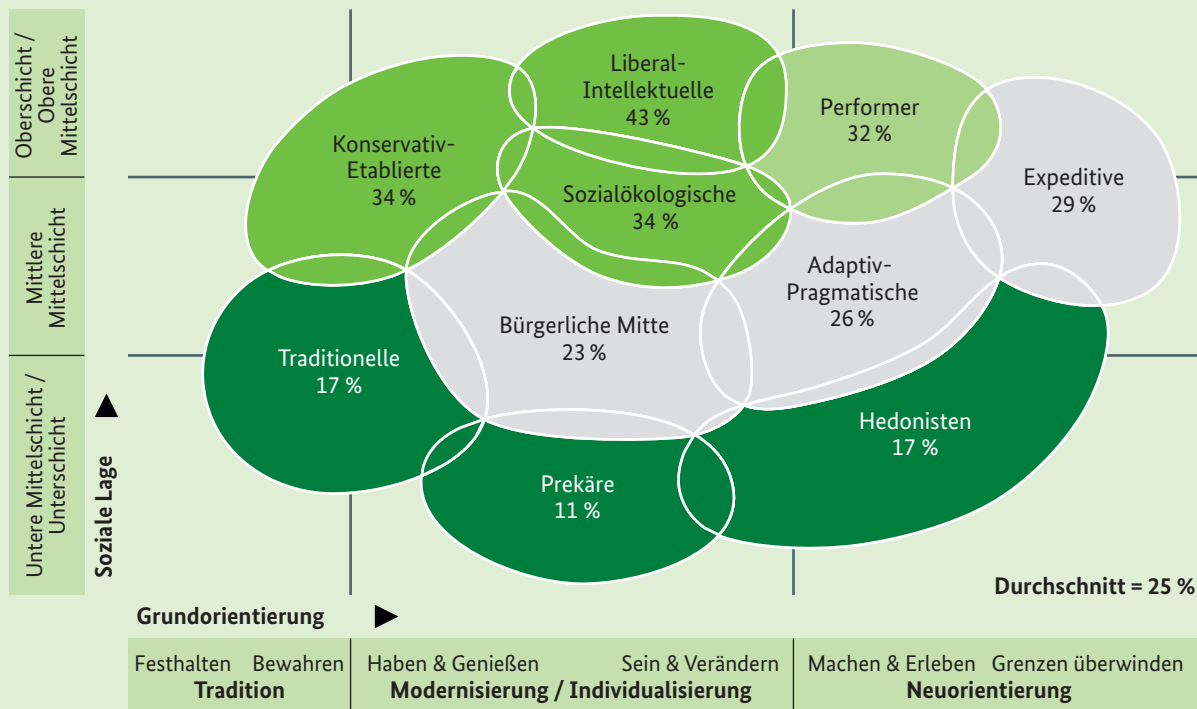 Oberschicht /
Obere
Mittelschicht
Mittlere
Mittelschicht
Untere Mittelschicht /
Unterschicht
Soziale Lage
Liberal-
Intellektuelle
43 %
Performer
32 %
Konservativ-
Etablierte
34 %
Sozialökologische
34 %
Expeditive
29 %
Adaptiv-
Pragmatische
26 %
Bürgerliche Mitte
23 %
Traditionelle
17 %
Hedonisten
17 %
Prekäre
11 %
Durchschnitt = 25 %
Grundorientierung
Festhalten Bewahren
Tradition
Haben & Genießen Sein & Verändern
Modernisierung / Individualisierung
Machen & Erleben Grenzen überwinden
Neuorientierung